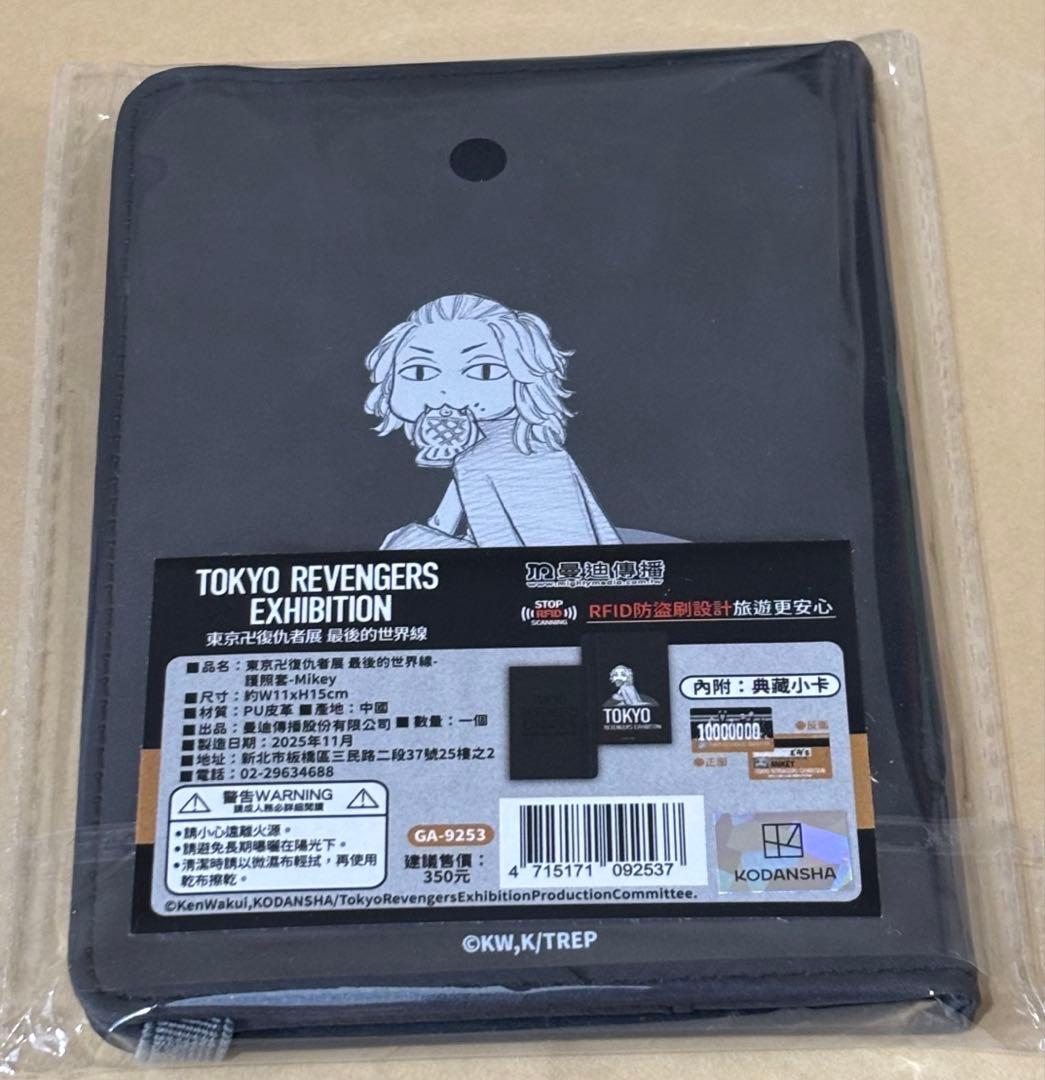 TOKYO REVENGERS
EXHIBITION
東京卍復仇者展 最後的世界線
曼迪傳播
www.mightymedia.com.tw
STOP
RFID
SCANNING
RFID防盜刷設計旅遊更安心
■品名：東京卍復仇者展 最後的世界線-
護照套-Mikey
■尺寸：約W11xH15cm
■材質：PU皮革 ■產地：中國
■出品：曼迪傳播股份有限公司 ■數量：一個
■製造日期：2025年11月
■地址：新北市板橋區三民路二段37號25樓之2
■電話：02-29634688
TOKYO
REVENGERS EXHIBITION
內附：典藏小卡
10000000
●反面
●正面
MIKEY
警告WARNING
請成人務必詳細閱讀
•請小心遠離火源。
•請避免長期曝曬在陽光下。
•清潔時請以微濕布輕拭，再使用
乾布擦乾。
GA-9253
建議售價：
350元
4 715171 092537
KODANSHA
©KenWakui,KODANSHA/TokyoRevengersExhibitionProductionCommittee.
©KW,K/TREP